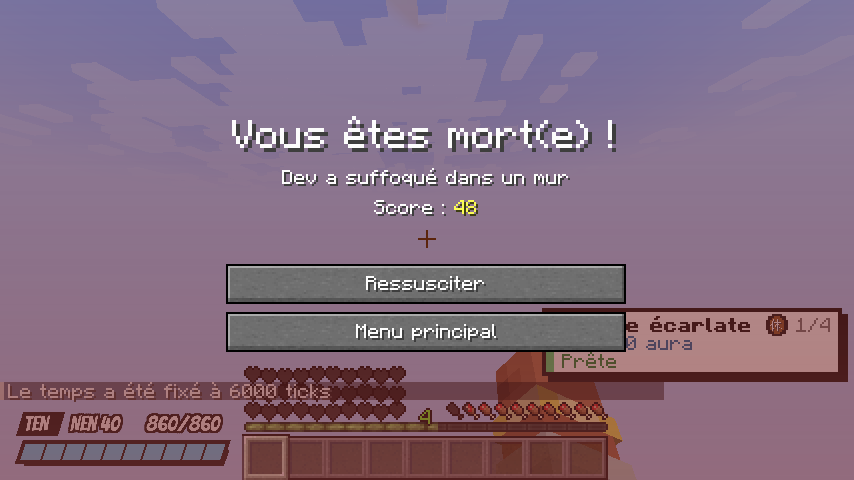 Vous êtes mort(e) !
Dev a suffoqué dans un mur
Score : 48
Ressusciter
Menu principal
écarlate 休 1/4
aura
Prête
Le temps a été fixé à 6000 ticks
TEN NEN 40 860/860
4